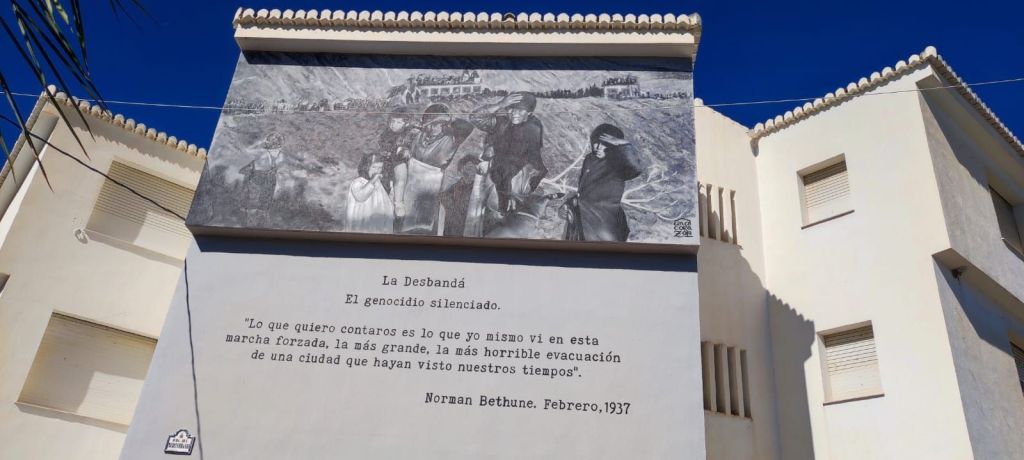 La Desbandá
El genocidio silenciado.
"Lo que quiero contaros es lo que yo mismo vi en esta
marcha forzada, la más grande, la más horrible evacuación
de una ciudad que hayan visto nuestros tiempos".
Norman Bethune. Febrero,1937